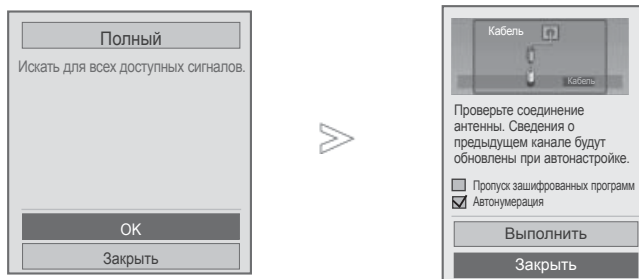 Полный
Искать для всех доступных сигналов.
OK
Закрыть
Кабель
Кабель
Проверьте соединение
антенны. Сведения о
предыдущем канале будут
обновлены при автонастройке.
Пропуск зашифрованных программ
Автонумерация
Выполнить
Закрыть